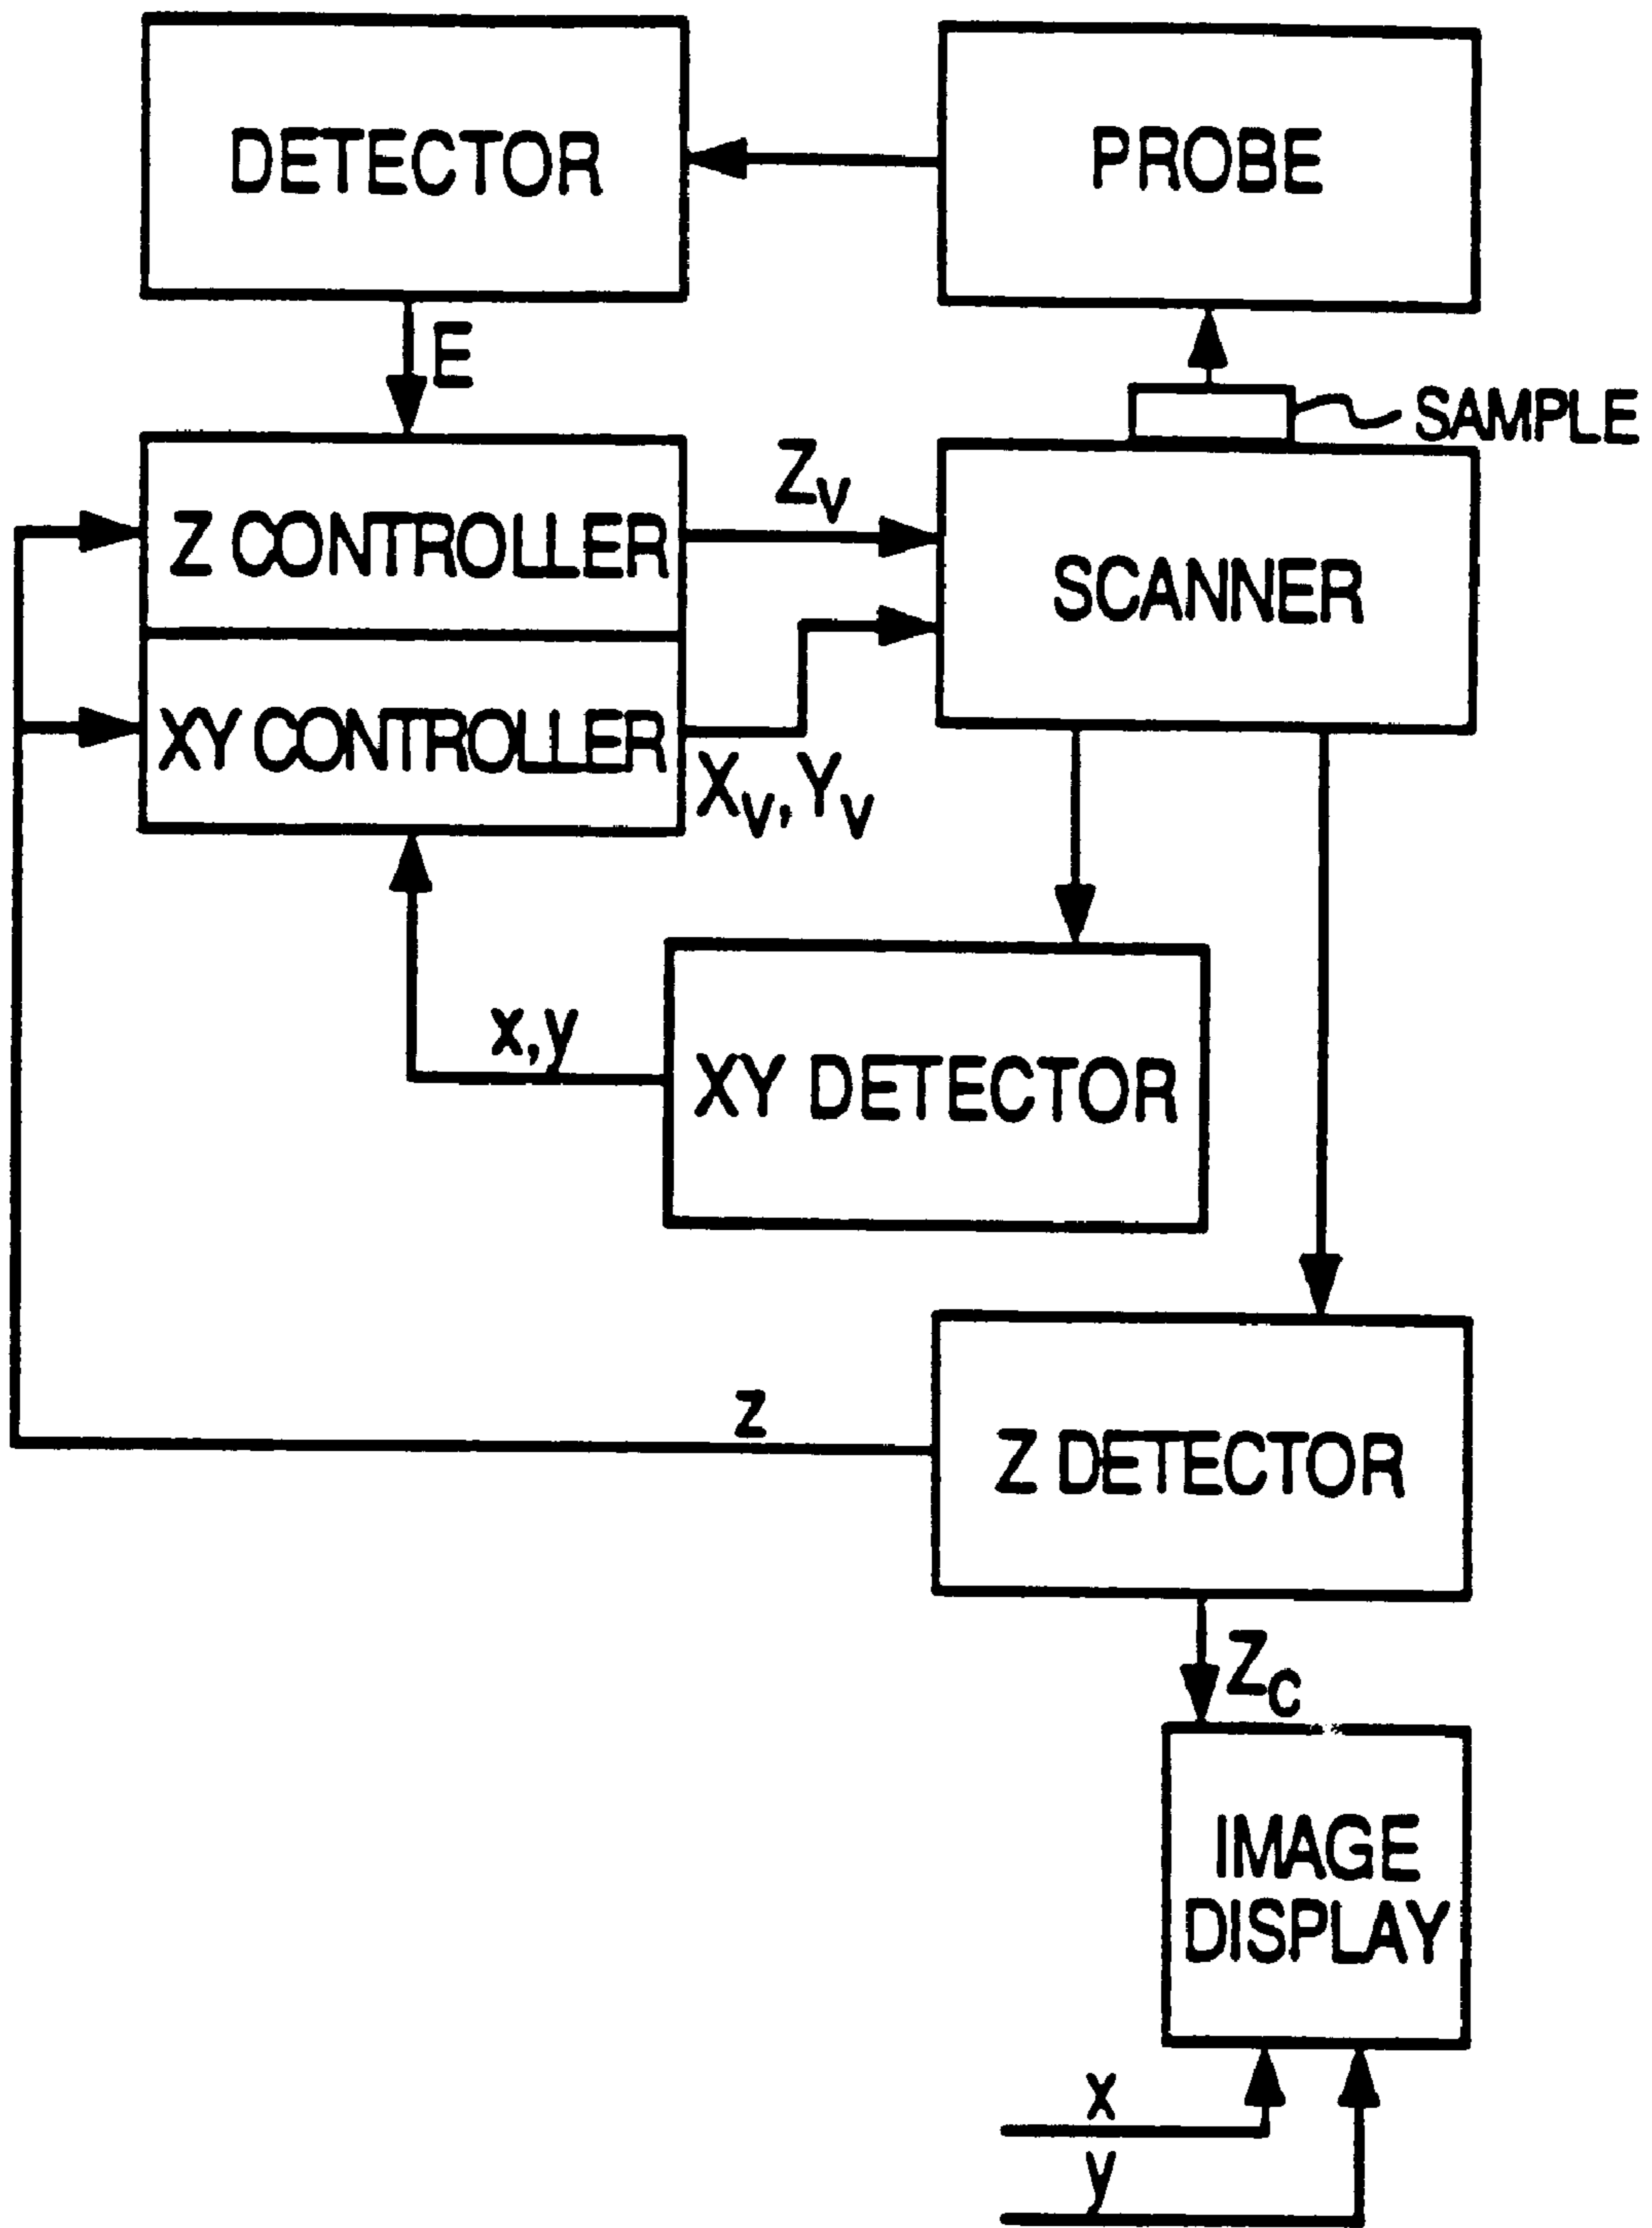 DETECTOR
PROBE
E
SAMPLE
Z CONTROLLER
ZV
SCANNER
XY CONTROLLER
XV, YV
x,y
XY DETECTOR
z
Z DETECTOR
ZC
IMAGE
DISPLAY
x
y